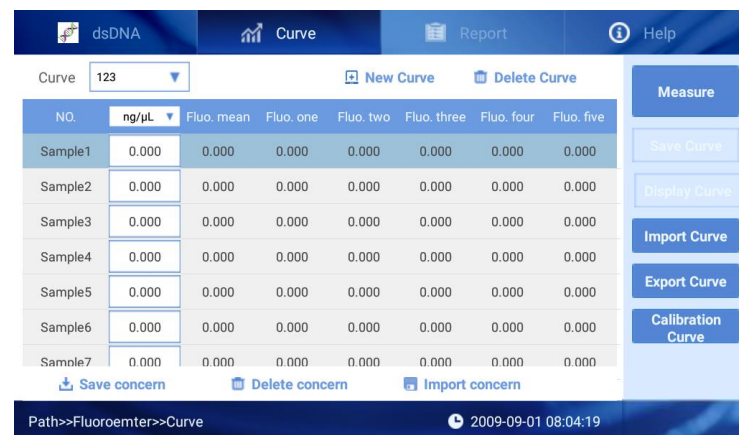 dsDNA Curve Report Help
Curve 123 New Curve Delete Curve
Measure
NO. ng/µL Fluo. mean Fluo. one Fluo. two Fluo. three Fluo. four Fluo. five
Sample1 0.000 0.000 0.000 0.000 0.000 0.000 0.000
Save Curve
Sample2 0.000 0.000 0.000 0.000 0.000 0.000 0.000
Display Curve
Sample3 0.000 0.000 0.000 0.000 0.000 0.000 0.000
Import Curve
Sample4 0.000 0.000 0.000 0.000 0.000 0.000 0.000
Sample5 0.000 0.000 0.000 0.000 0.000 0.000 0.000
Export Curve
Sample6 0.000 0.000 0.000 0.000 0.000 0.000 0.000
Calibration
Curve
Sample7 0.000 0.000 0.000 0.000 0.000 0.000 0.000
Save concern Delete concern Import concern
Path>>Fluoroemter>>Curve 2009-09-01 08:04:19